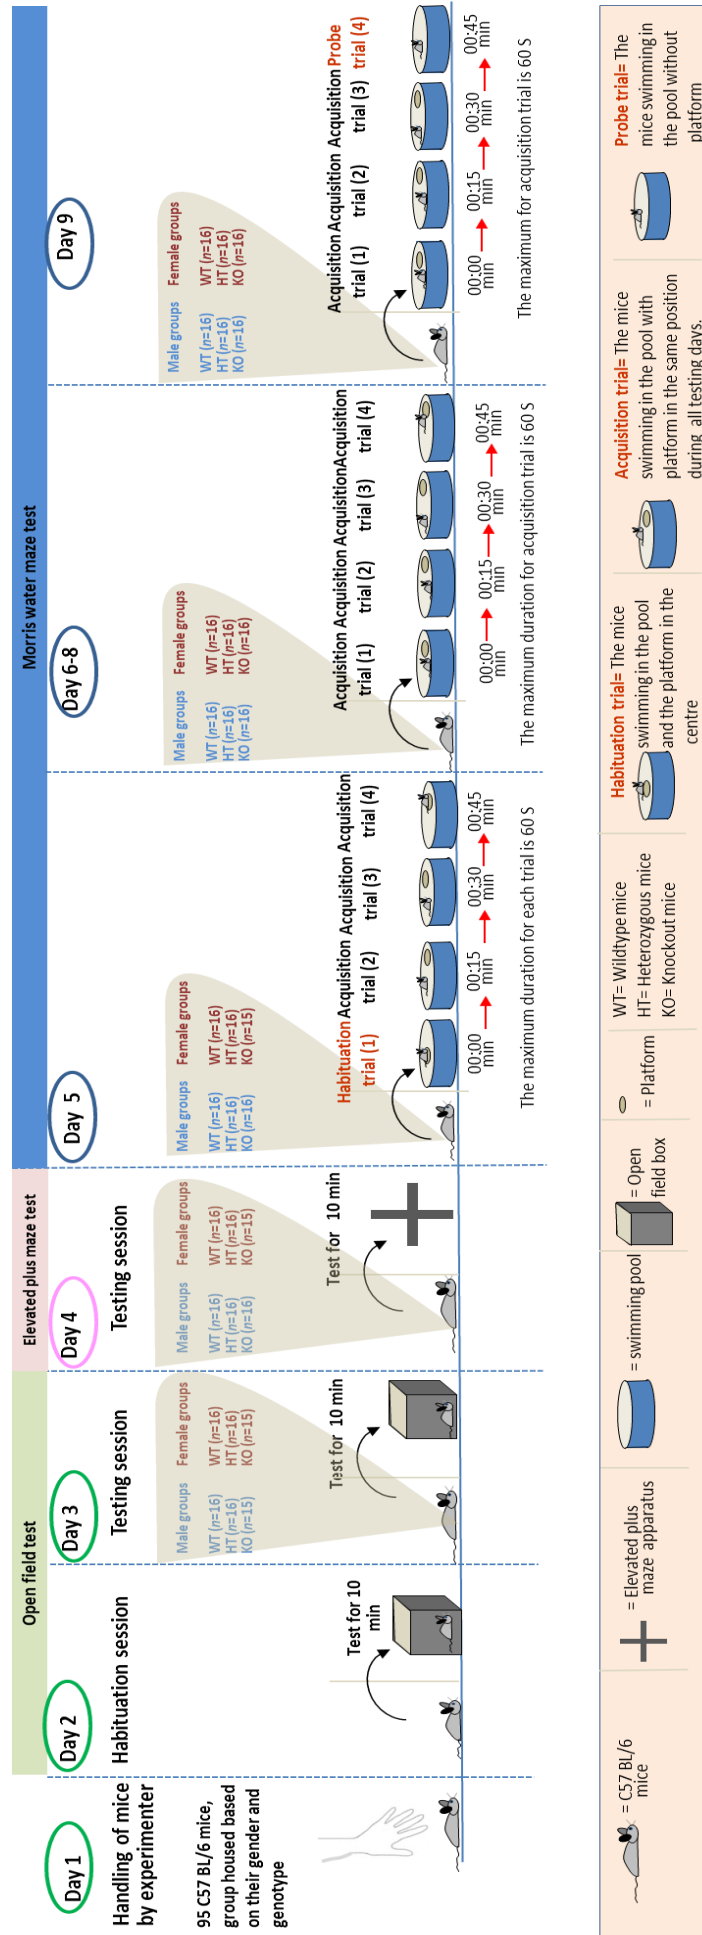 Open field test
Elevated plus maze test
Morris water maze test
Day 1
Handling of mice
by experimenter
95 C57 BL/6 mice,
group housed based
on their gender and
genotype
Day 2
Habituation session
Test for 10
min
Day 3
Testing session
Male groups
WT (n=16)
HT (n=16)
KO (n=15)
Female groups
WT (n=16)
HT (n=16)
KO (n=15)
Test for 10 min
Day 4
Testing session
Male groups
WT (n=16)
HT (n=16)
KO (n=16)
Female groups
WT (n=16)
HT (n=16)
KO (n=15)
Test for 10 min
Day 5
Male groups
WT (n=16)
HT (n=16)
KO (n=16)
Female groups
WT (n=16)
HT (n=16)
KO (n=15)
Habituation Acquisition Acquisition Acquisition
trial (1) trial (2) trial (3) trial (4)
00:00 00:15 00:30 00:45
min min min min
The maximum duration for each trial is 60 S
Day 6-8
Male groups
WT (n=16)
HT (n=16)
KO (n=16)
Female groups
WT (n=16)
HT (n=16)
KO (n=16)
Acquisition Acquisition Acquisition Acquisition
trial (1) trial (2) trial (3) trial (4)
00:00 00:15 00:30 00:45
min min min min
The maximum duration for acquisition trial is 60 S
Day 9
Male groups
WT (n=16)
HT (n=16)
KO (n=16)
Female groups
WT (n=16)
HT (n=16)
KO (n=16)
Acquisition Acquisition Acquisition Probe
trial (1) trial (2) trial (3) trial (4)
00:00 00:15 00:30 00:45
min min min min
The maximum for acquisition trial is 60 S
= C57 BL/6
mice
= Elevated plus
maze apparatus
= swimming pool
= Open
field box
= Platform
WT= Wildtype mice
HT= Heterozygous mice
KO= Knockout mice
Habituation trial= The mice
swimming in the pool
and the platform in the
centre
Acquisition trial= The mice
swimming in the pool with
platform in the same position
during all testing days.
Probe trial= The
mice swimming in
the pool without
platform